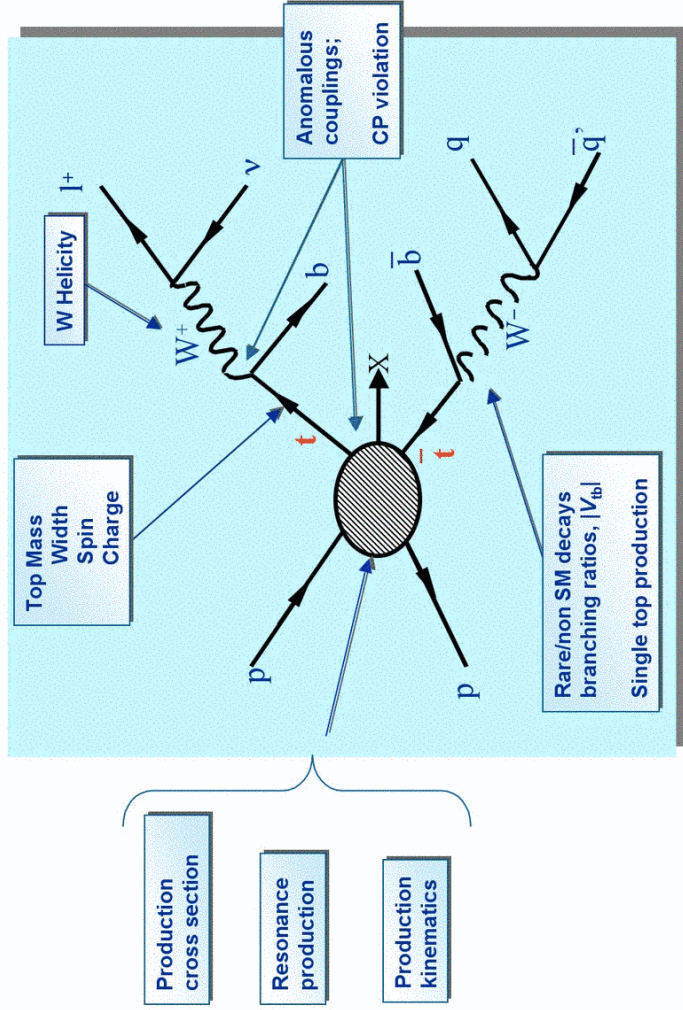 Production
cross section
Resonance
production
Production
kinematics
Top Mass
Width
Spin
Charge
W Helicity
Anomalous
couplings;
CP violation
Rare/non SM decays
branching ratios, |V_tb|
Single top production
p
p
t
t̄
X
W⁺
b
l⁺
ν
W⁻
b̄
q
q̄'